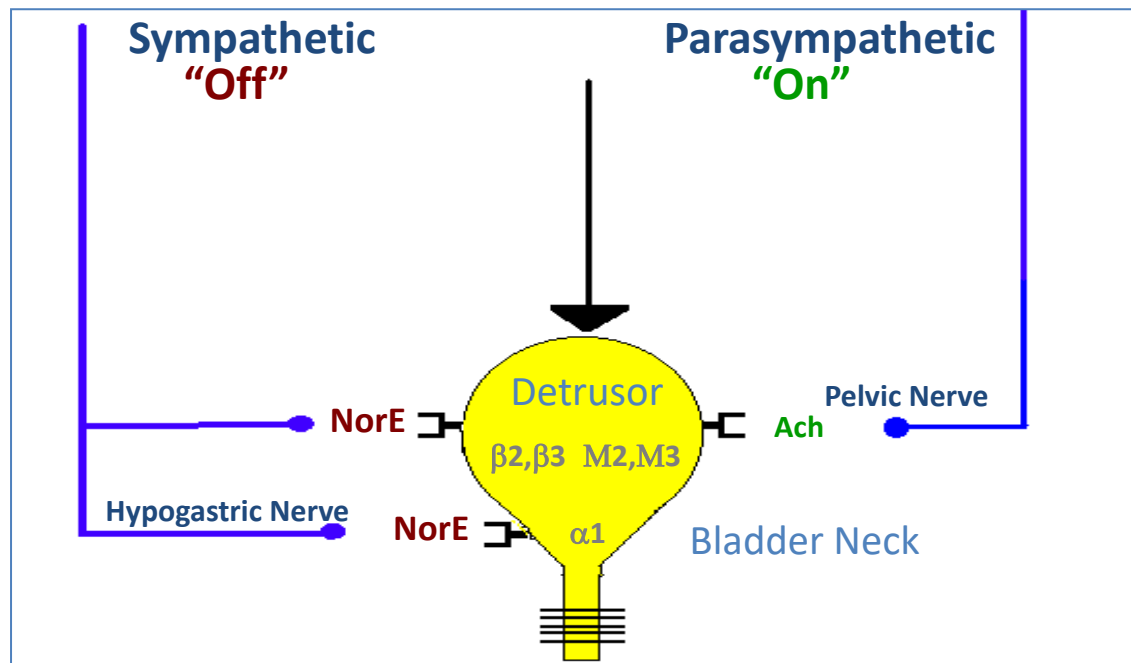 Sympathetic
“Off”
Parasympathetic
“On”
Detrusor
NorE
Ach
Pelvic Nerve
β2,β3 M2,M3
Hypogastric Nerve
NorE
α1
Bladder Neck